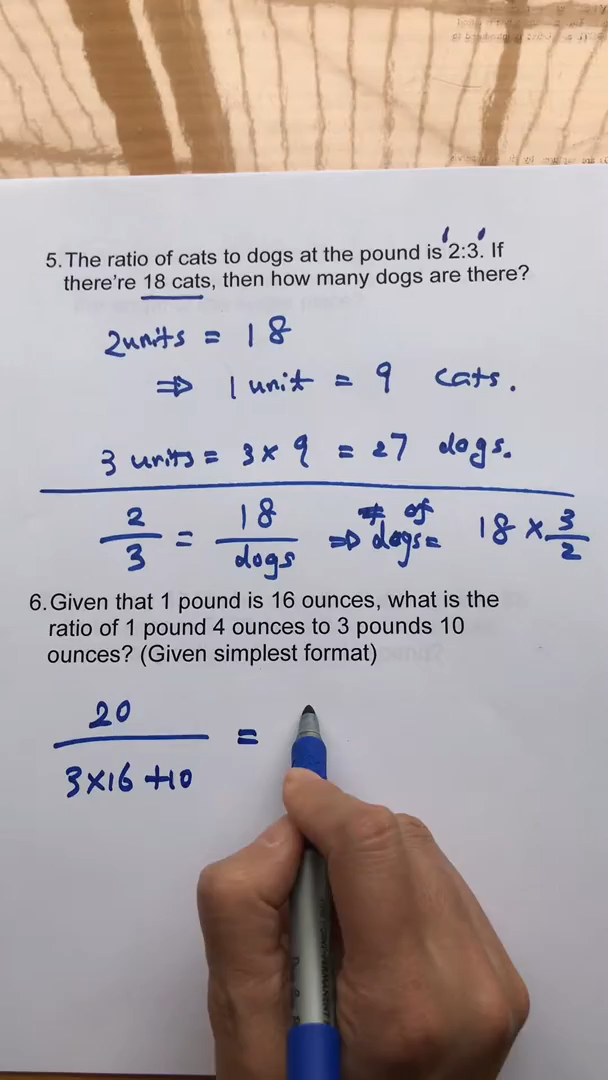 5. The ratio of cats to dogs at the pound is 2:3. If
there're 18 cats, then how many dogs are there?
2units = 18
⇒ 1 unit = 9 cats.
3 units = 3 × 9 = 27 dogs.
2/3 = 18/dogs ⇒ # of dogs = 18 × 3/2
6. Given that 1 pound is 16 ounces, what is the
ratio of 1 pound 4 ounces to 3 pounds 10
ounces? (Given simplest format)
20/(3×16+10) =